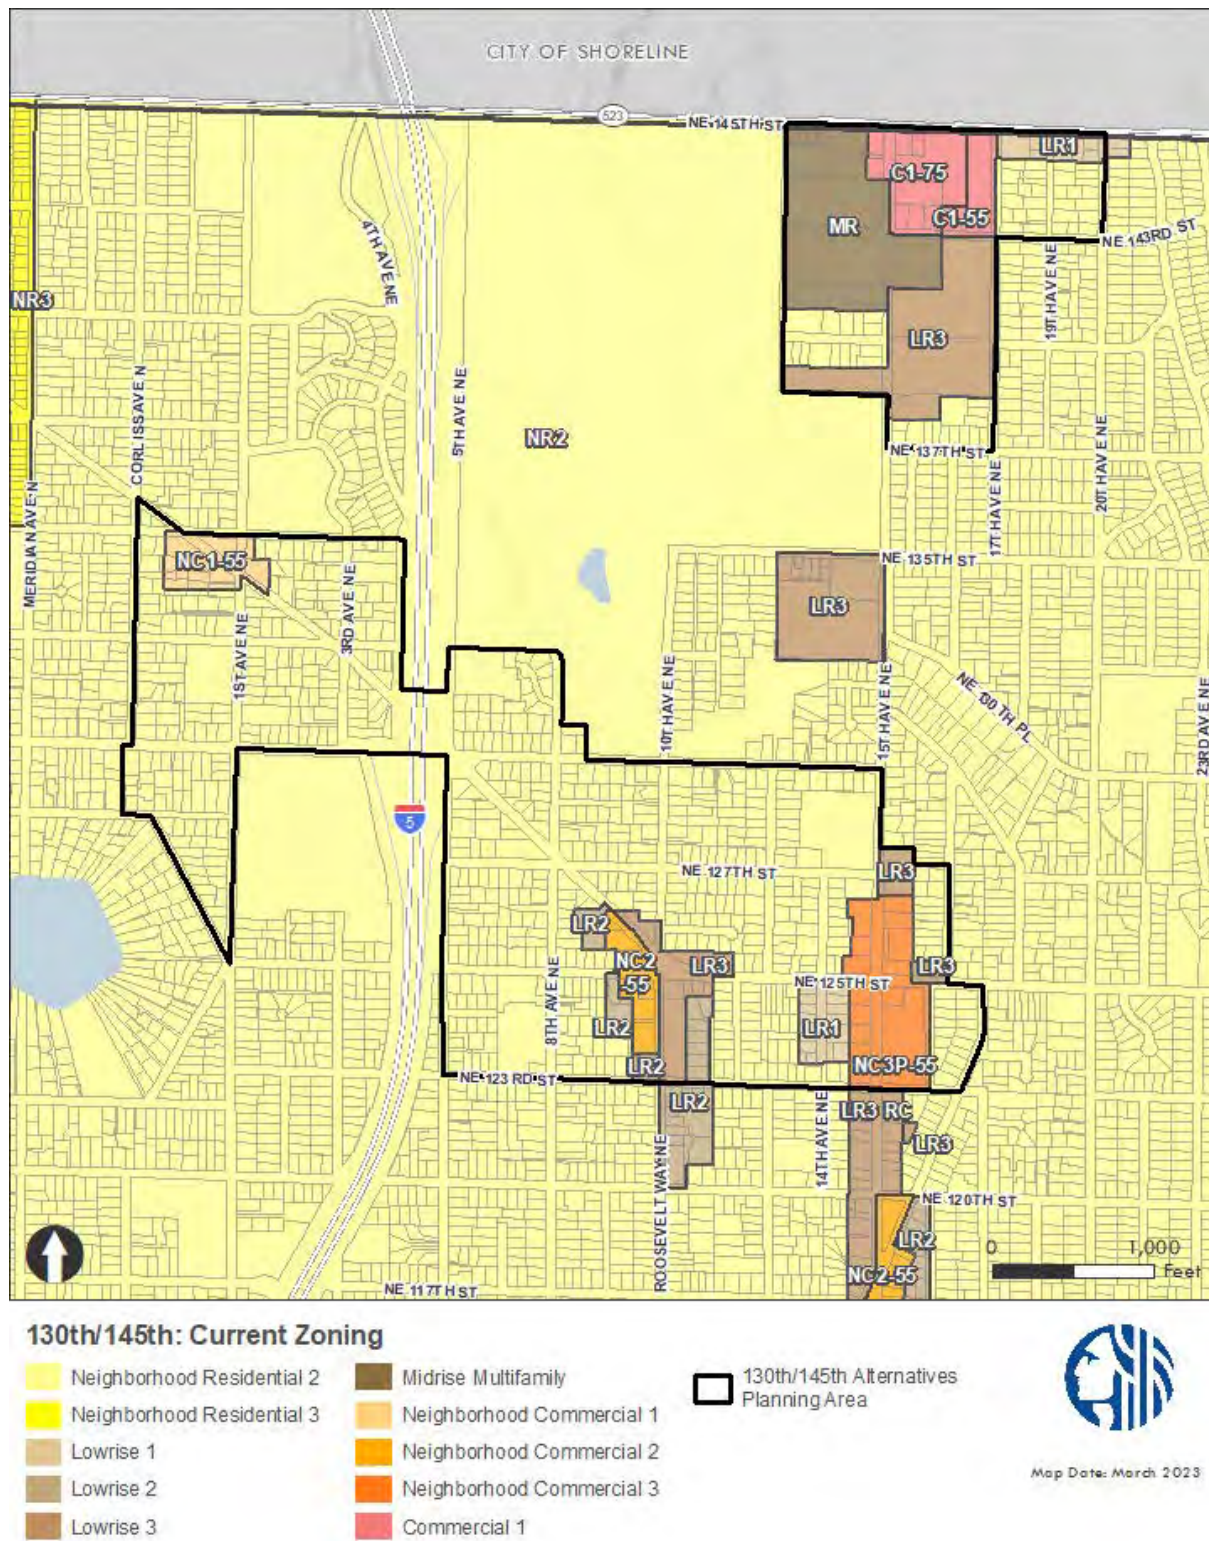 CITY OF SHORELINE
523
NE 145TH ST
LR1
C1-75
C1-55
MR
NE 143RD ST
4TH AVE NE
19TH AVE NE
NR3
LR3
CORLISS AVE N
5TH AVE NE
NR2
NE 137TH ST
20TH AVE NE
17TH AVE NE
MERIDIAN AVE N
NC1-55
NE 135TH ST
3RD AVE NE
LR3
1ST AVE NE
10TH AVE NE
15TH AVE NE
NE 130TH PL
23RD AVE NE
5
NE 127TH ST
LR3
LR2
NC2
-55
LR3
LR3
NE 125TH ST
8TH AVE NE
LR2
LR1
LR2
NC3P-55
NE 123RD ST
LR2
14TH AVE NE
LR3 RC
LR3
ROOSEVELT WAY NE
NE 120TH ST
LR2
0 1,000
Feet
NC2-55
NE 117TH ST
130th/145th: Current Zoning
Neighborhood Residential 2
Neighborhood Residential 3
Lowrise 1
Lowrise 2
Lowrise 3
Midrise Multifamily
Neighborhood Commercial 1
Neighborhood Commercial 2
Neighborhood Commercial 3
Commercial 1
130th/145th Alternatives
Planning Area
Map Date: March 2023